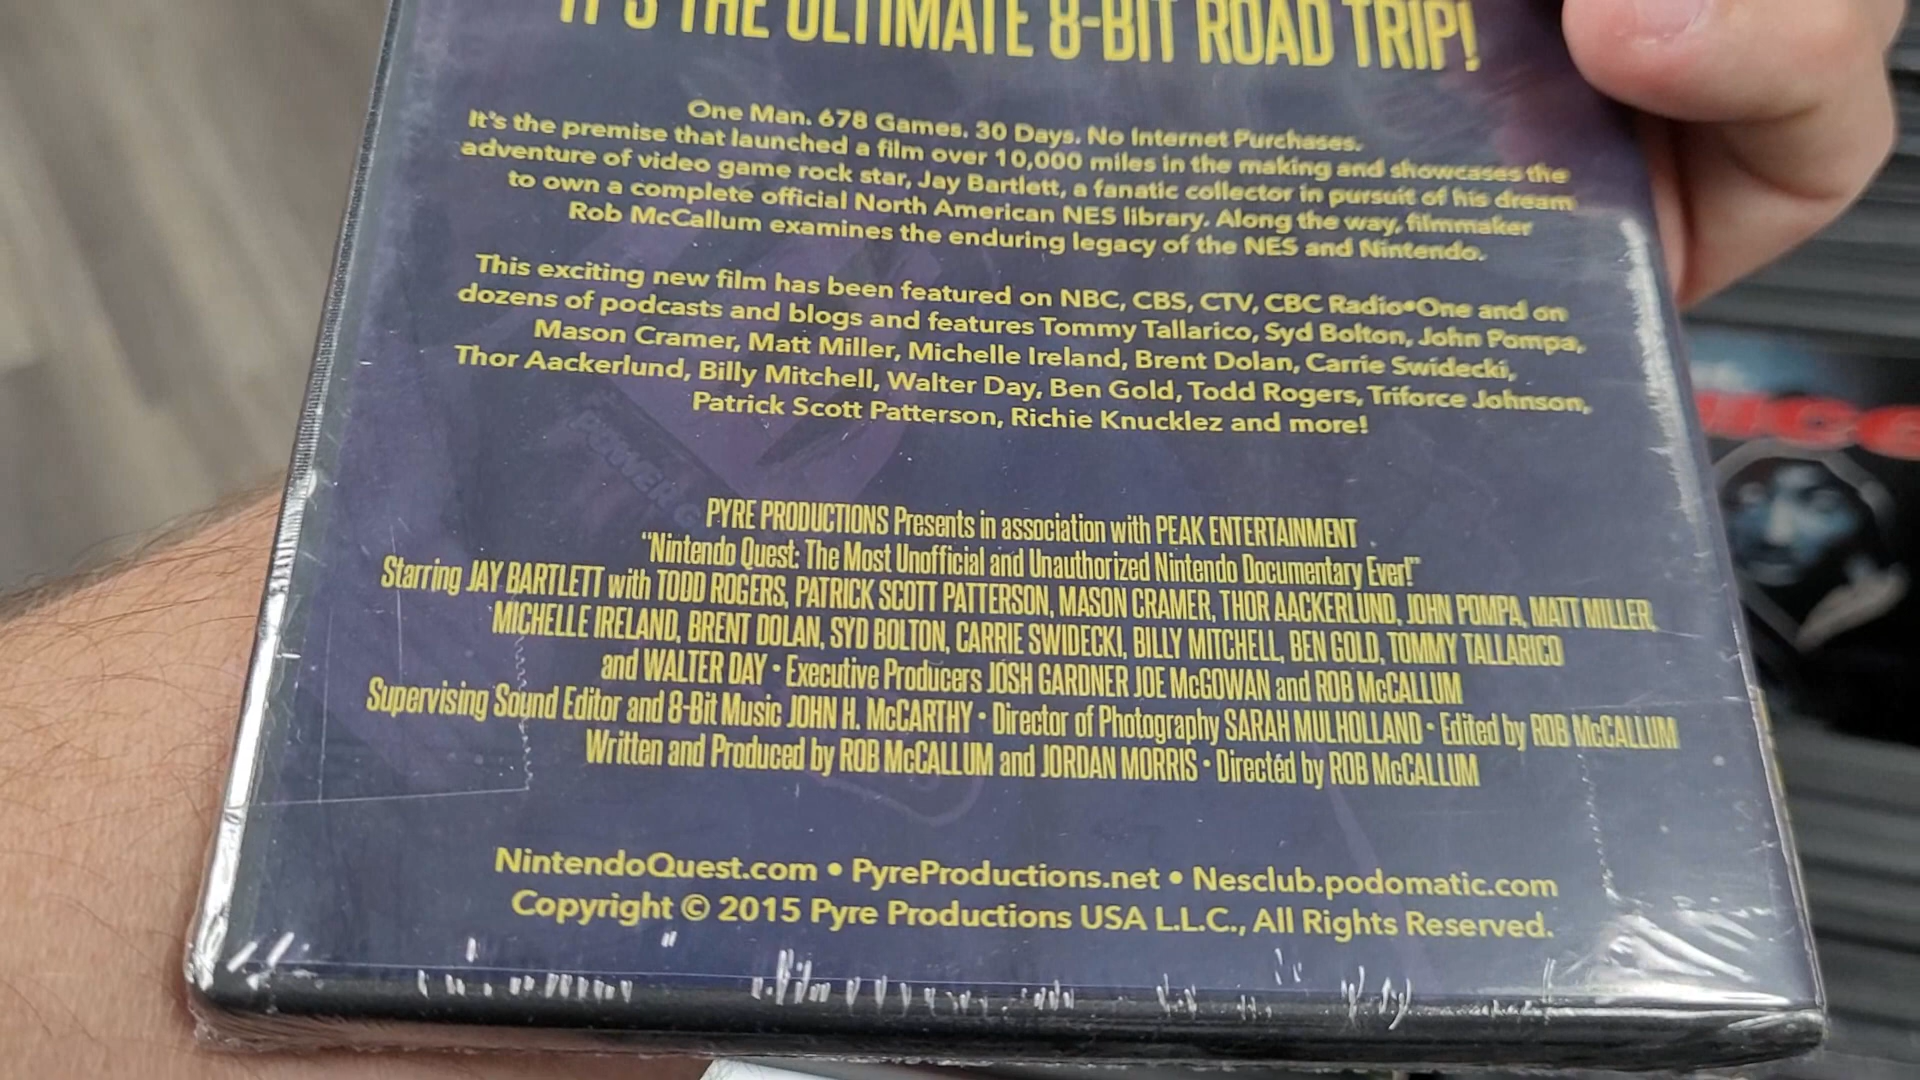 IT'S THE ULTIMATE 8-BIT ROAD TRIP!
One Man. 678 Games. 30 Days. No Internet Purchases.
It's the premise that launched a film over 10,000 miles in the making and showcases the
adventure of video game rock star, Jay Bartlett, a fanatic collector in pursuit of his dream
to own a complete official North American NES library. Along the way, filmmaker
Rob McCallum examines the enduring legacy of the NES and Nintendo.
This exciting new film has been featured on NBC, CBS, CTV, CBC Radio•One and on
dozens of podcasts and blogs and features Tommy Tallarico, Syd Bolton, John Pompa,
Mason Cramer, Matt Miller, Michelle Ireland, Brent Dolan, Carrie Swidecki,
Thor Aackerlund, Billy Mitchell, Walter Day, Ben Gold, Todd Rogers, Triforce Johnson,
Patrick Scott Patterson, Richie Knucklez and more!
POWER
PYRE PRODUCTIONS Presents in association with PEAK ENTERTAINMENT
"Nintendo Quest: The Most Unofficial and Unauthorized Nintendo Documentary Ever!"
Starring JAY BARTLETT with TODD ROGERS, PATRICK SCOTT PATTERSON, MASON CRAMER, THOR AACKERLUND, JOHN POMPA, MATT MILLER,
MICHELLE IRELAND, BRENT DOLAN, SYD BOLTON, CARRIE SWIDECKI, BILLY MITCHELL, BEN GOLD, TOMMY TALLARICO
and WALTER DAY • Executive Producers JOSH GARDNER JOE McGOWAN and ROB McCALLUM
Supervising Sound Editor and 8-Bit Music JOHN H. McCARTHY • Director of Photography SARAH MULHOLLAND • Edited by ROB McCALLUM
Written and Produced by ROB McCALLUM and JORDAN MORRIS • Directed by ROB McCALLUM
NintendoQuest.com • PyreProductions.net • Nesclub.podomatic.com
Copyright © 2015 Pyre Productions USA L.L.C., All Rights Reserved.